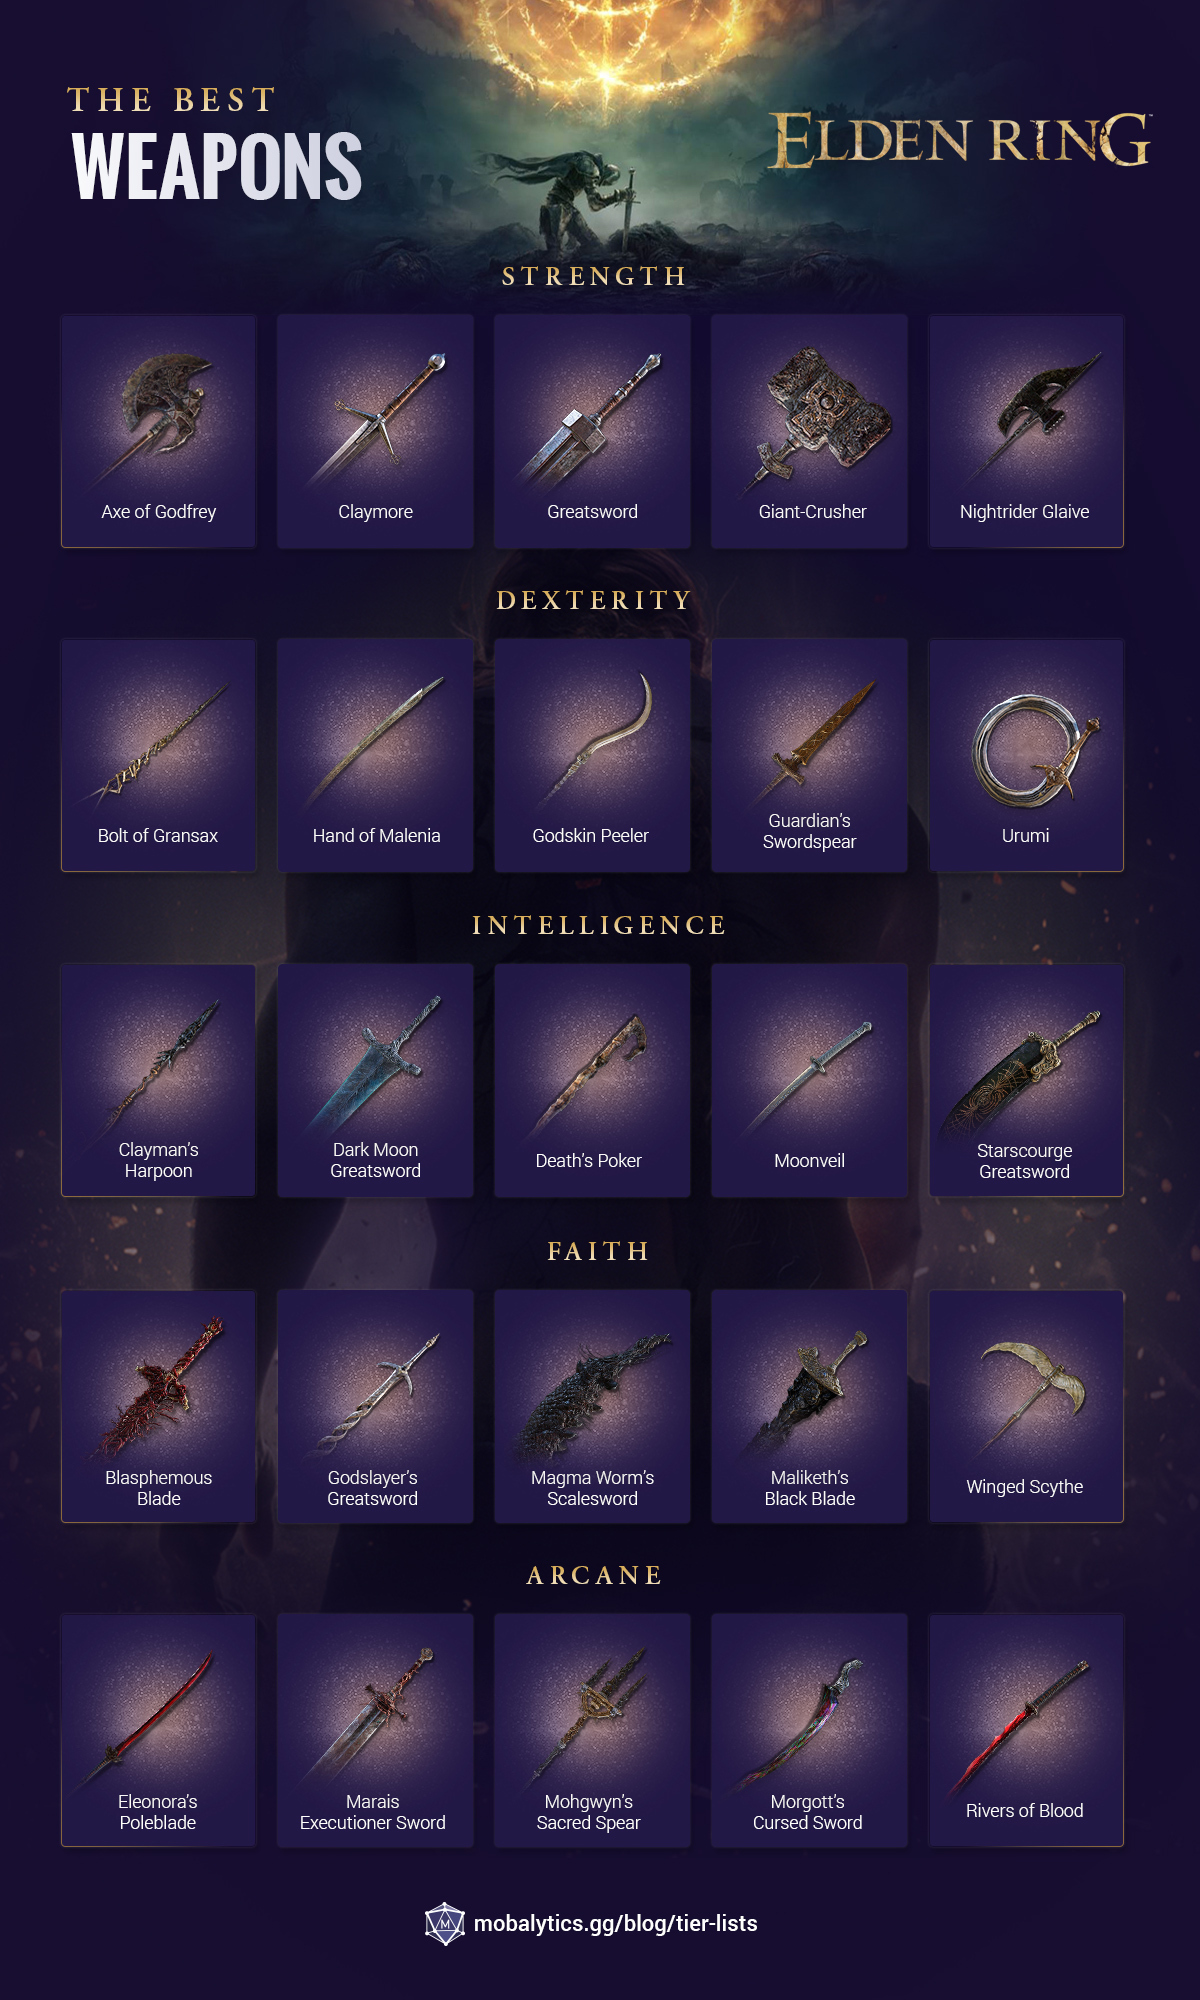 THE BEST
WEAPONS
ELDEN RING
STRENGTH
Axe of Godfrey
Claymore
Greatsword
Giant-Crusher
Nightrider Glaive
DEXTERITY
Bolt of Gransax
Hand of Malenia
Godskin Peeler
Guardian's
Swordspear
Urumi
INTELLIGENCE
Clayman's
Harpoon
Dark Moon
Greatsword
Death's Poker
Moonveil
Starscourge
Greatsword
FAITH
Blasphemous
Blade
Godslayer's
Greatsword
Magma Worm's
Scalesword
Maliketh's
Black Blade
Winged Scythe
ARCANE
Eleonora's
Poleblade
Marais
Executioner Sword
Mohgwyn's
Sacred Spear
Morgott's
Cursed Sword
Rivers of Blood
M
mobalytics.gg/blog/tier-lists